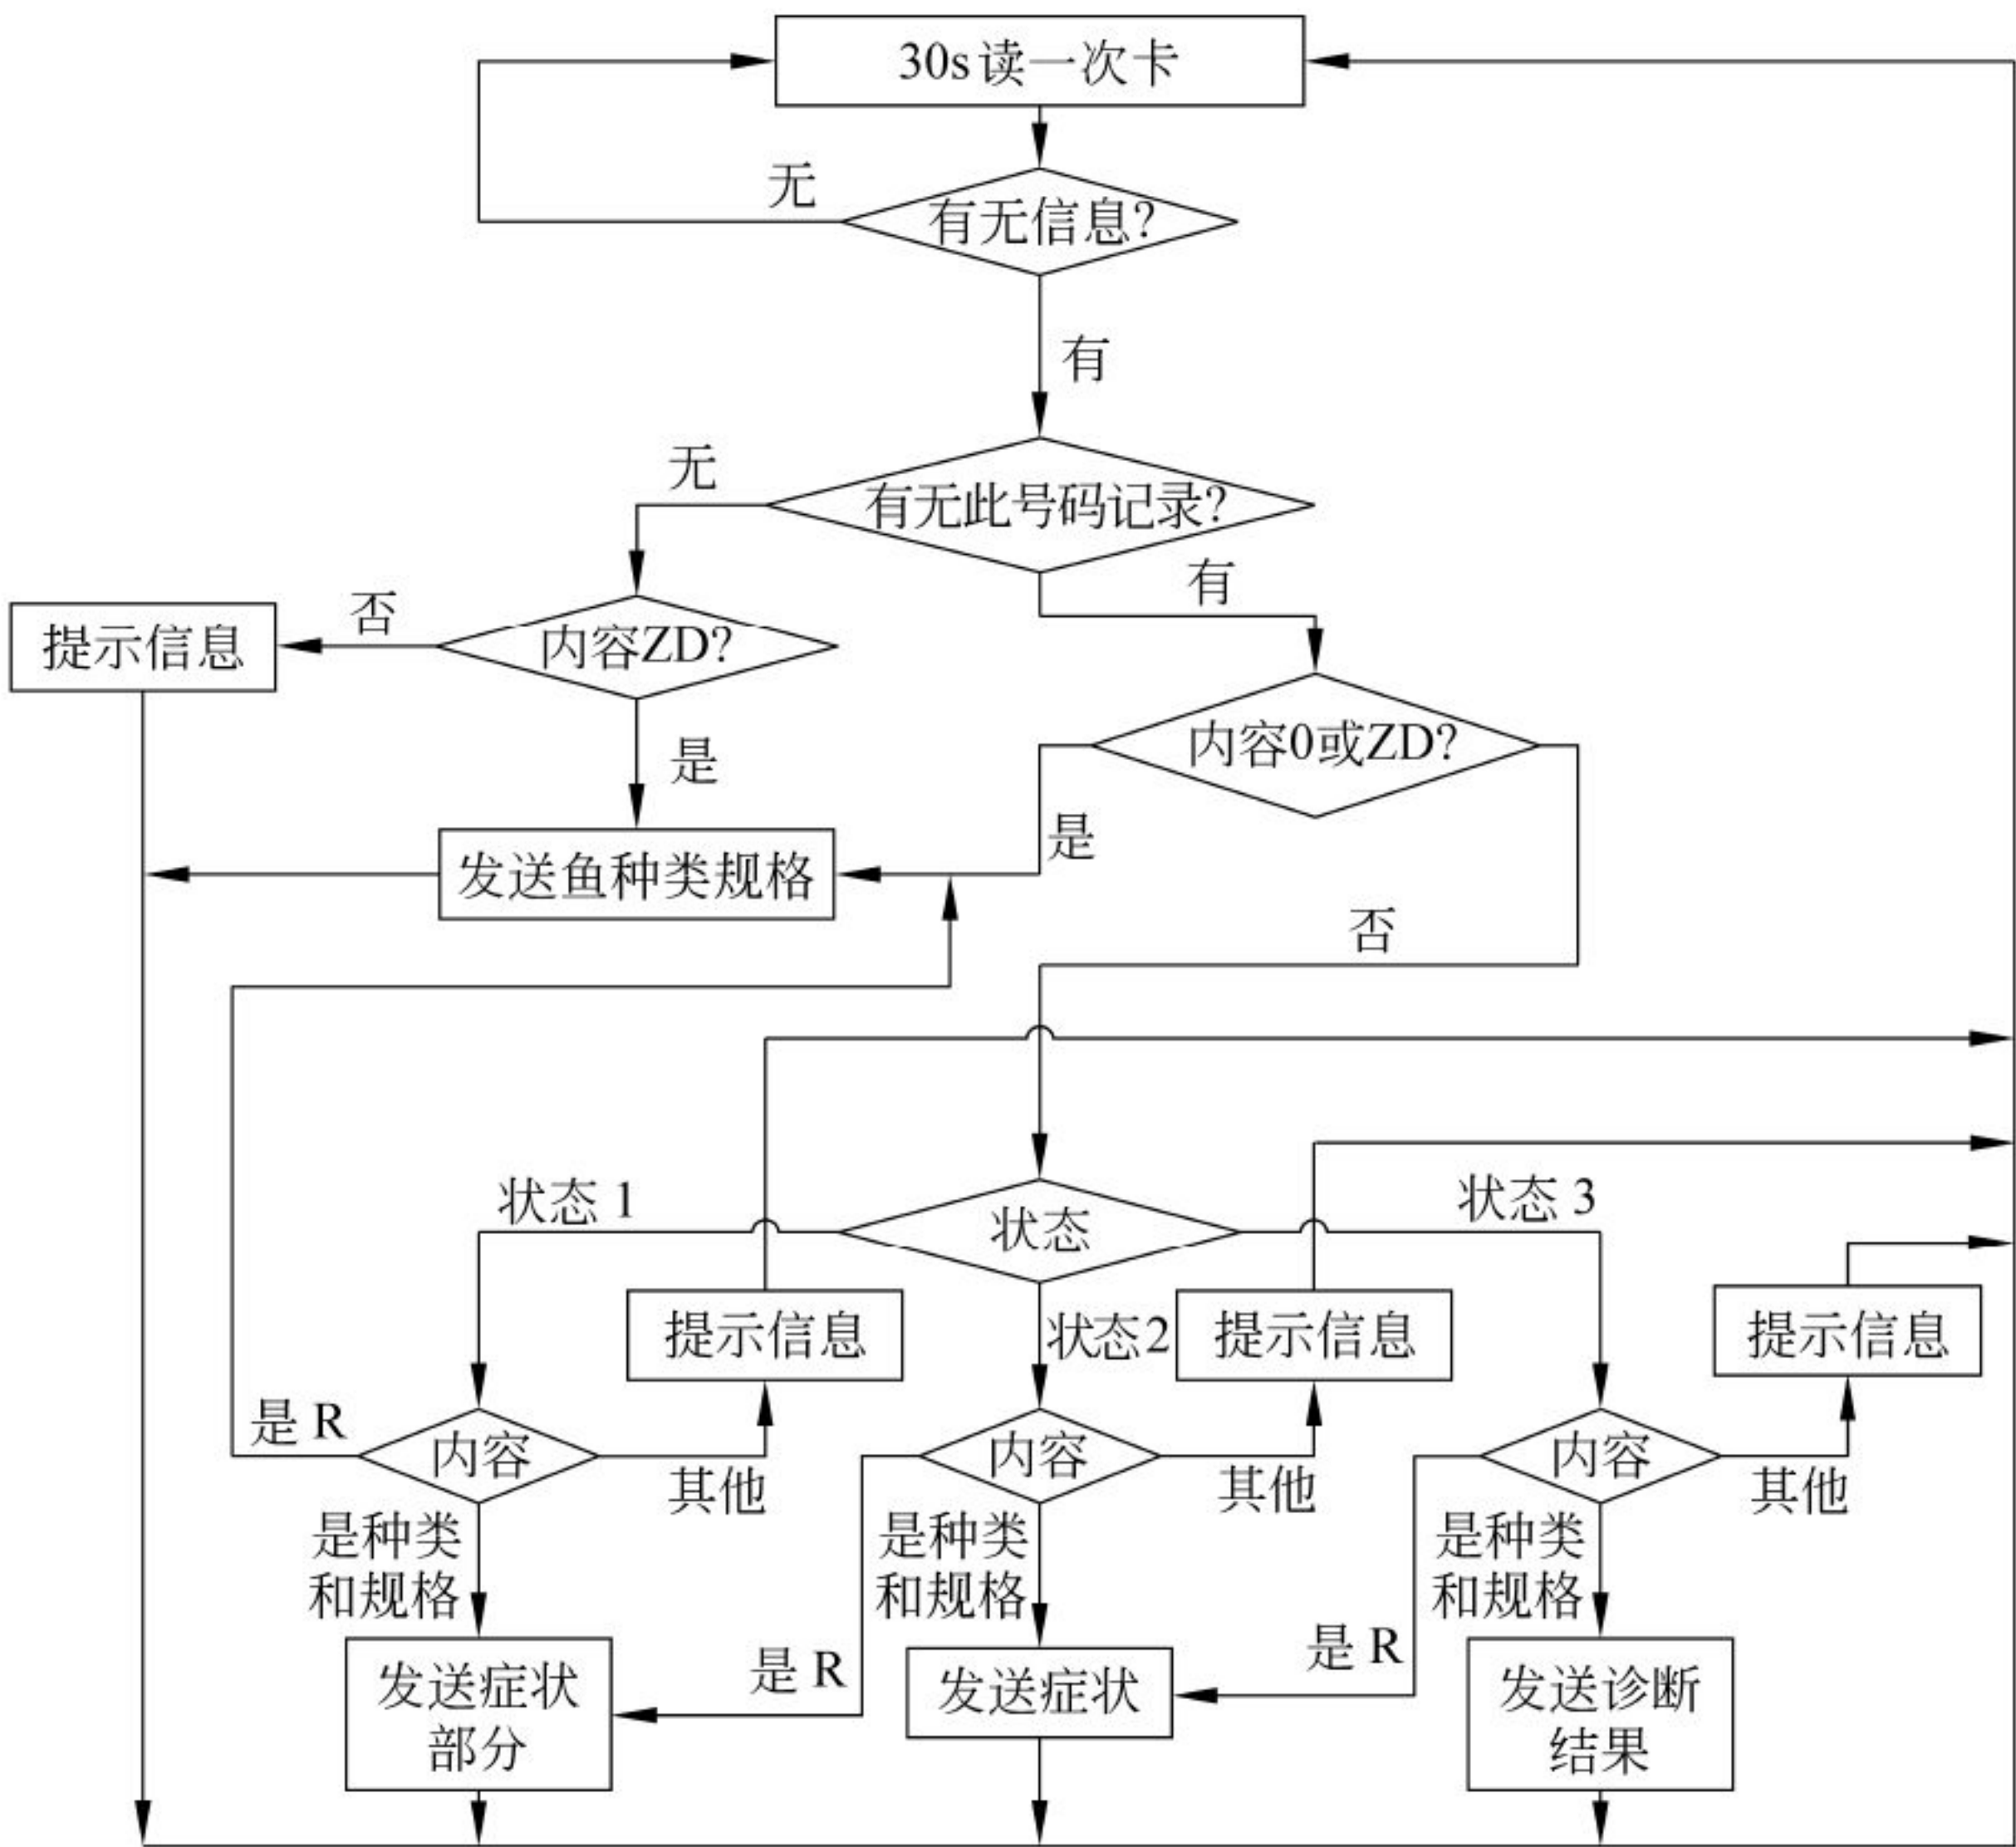 30s读一次卡
无
有无信息?
有
无
有无此号码记录?
有
否
提示信息
内容ZD?
内容0或ZD?
是
是
发送鱼种类规格
否
状态 1
状态 3
状态
提示信息
状态2
提示信息
提示信息
是 R
内容
其他
内容
其他
内容
其他
是种类
和规格
是种类
和规格
是种类
和规格
是 R
是 R
发送症状
部分
发送症状
发送诊断
结果